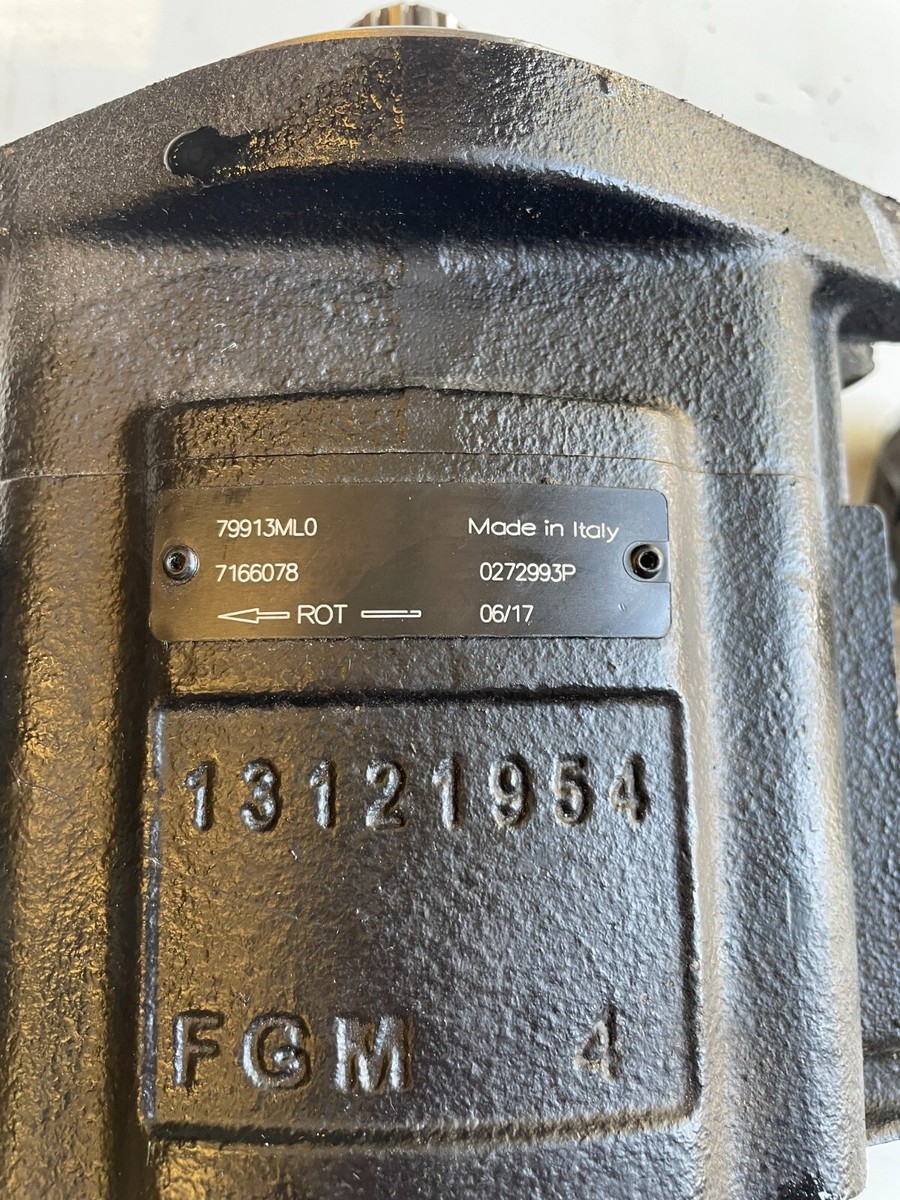 79913ML0 Made in Italy
7166078 0272993P
ROT 06/17
13121954
FGM 4